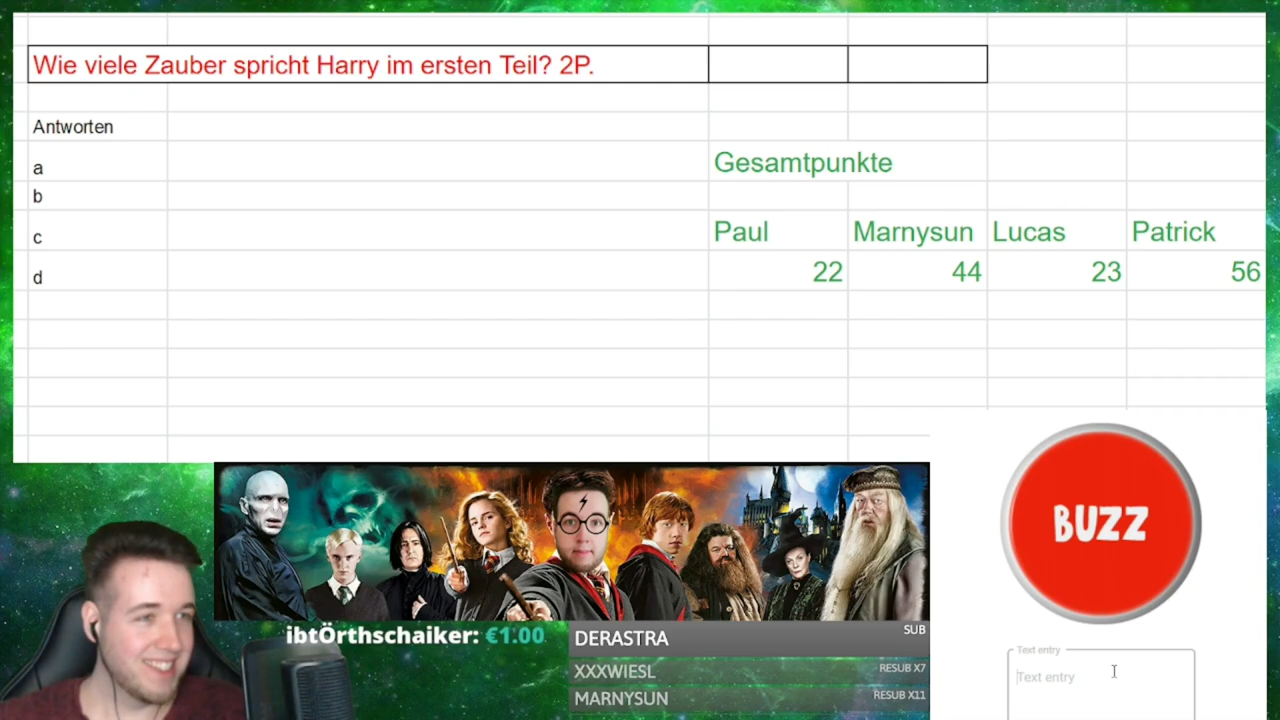 Wie viele Zauber spricht Harry im ersten Teil? 2P.
Antworten
a
Gesamtpunkte
b
c
Paul Marnysun Lucas Patrick
d
22 44 23 56
BUZZ
ibtÖrthschaiker: €1.00
DERASTRA SUB
XXXWIESL RESUB X7
MARNYSUN RESUB X11
Text entry
Text entry